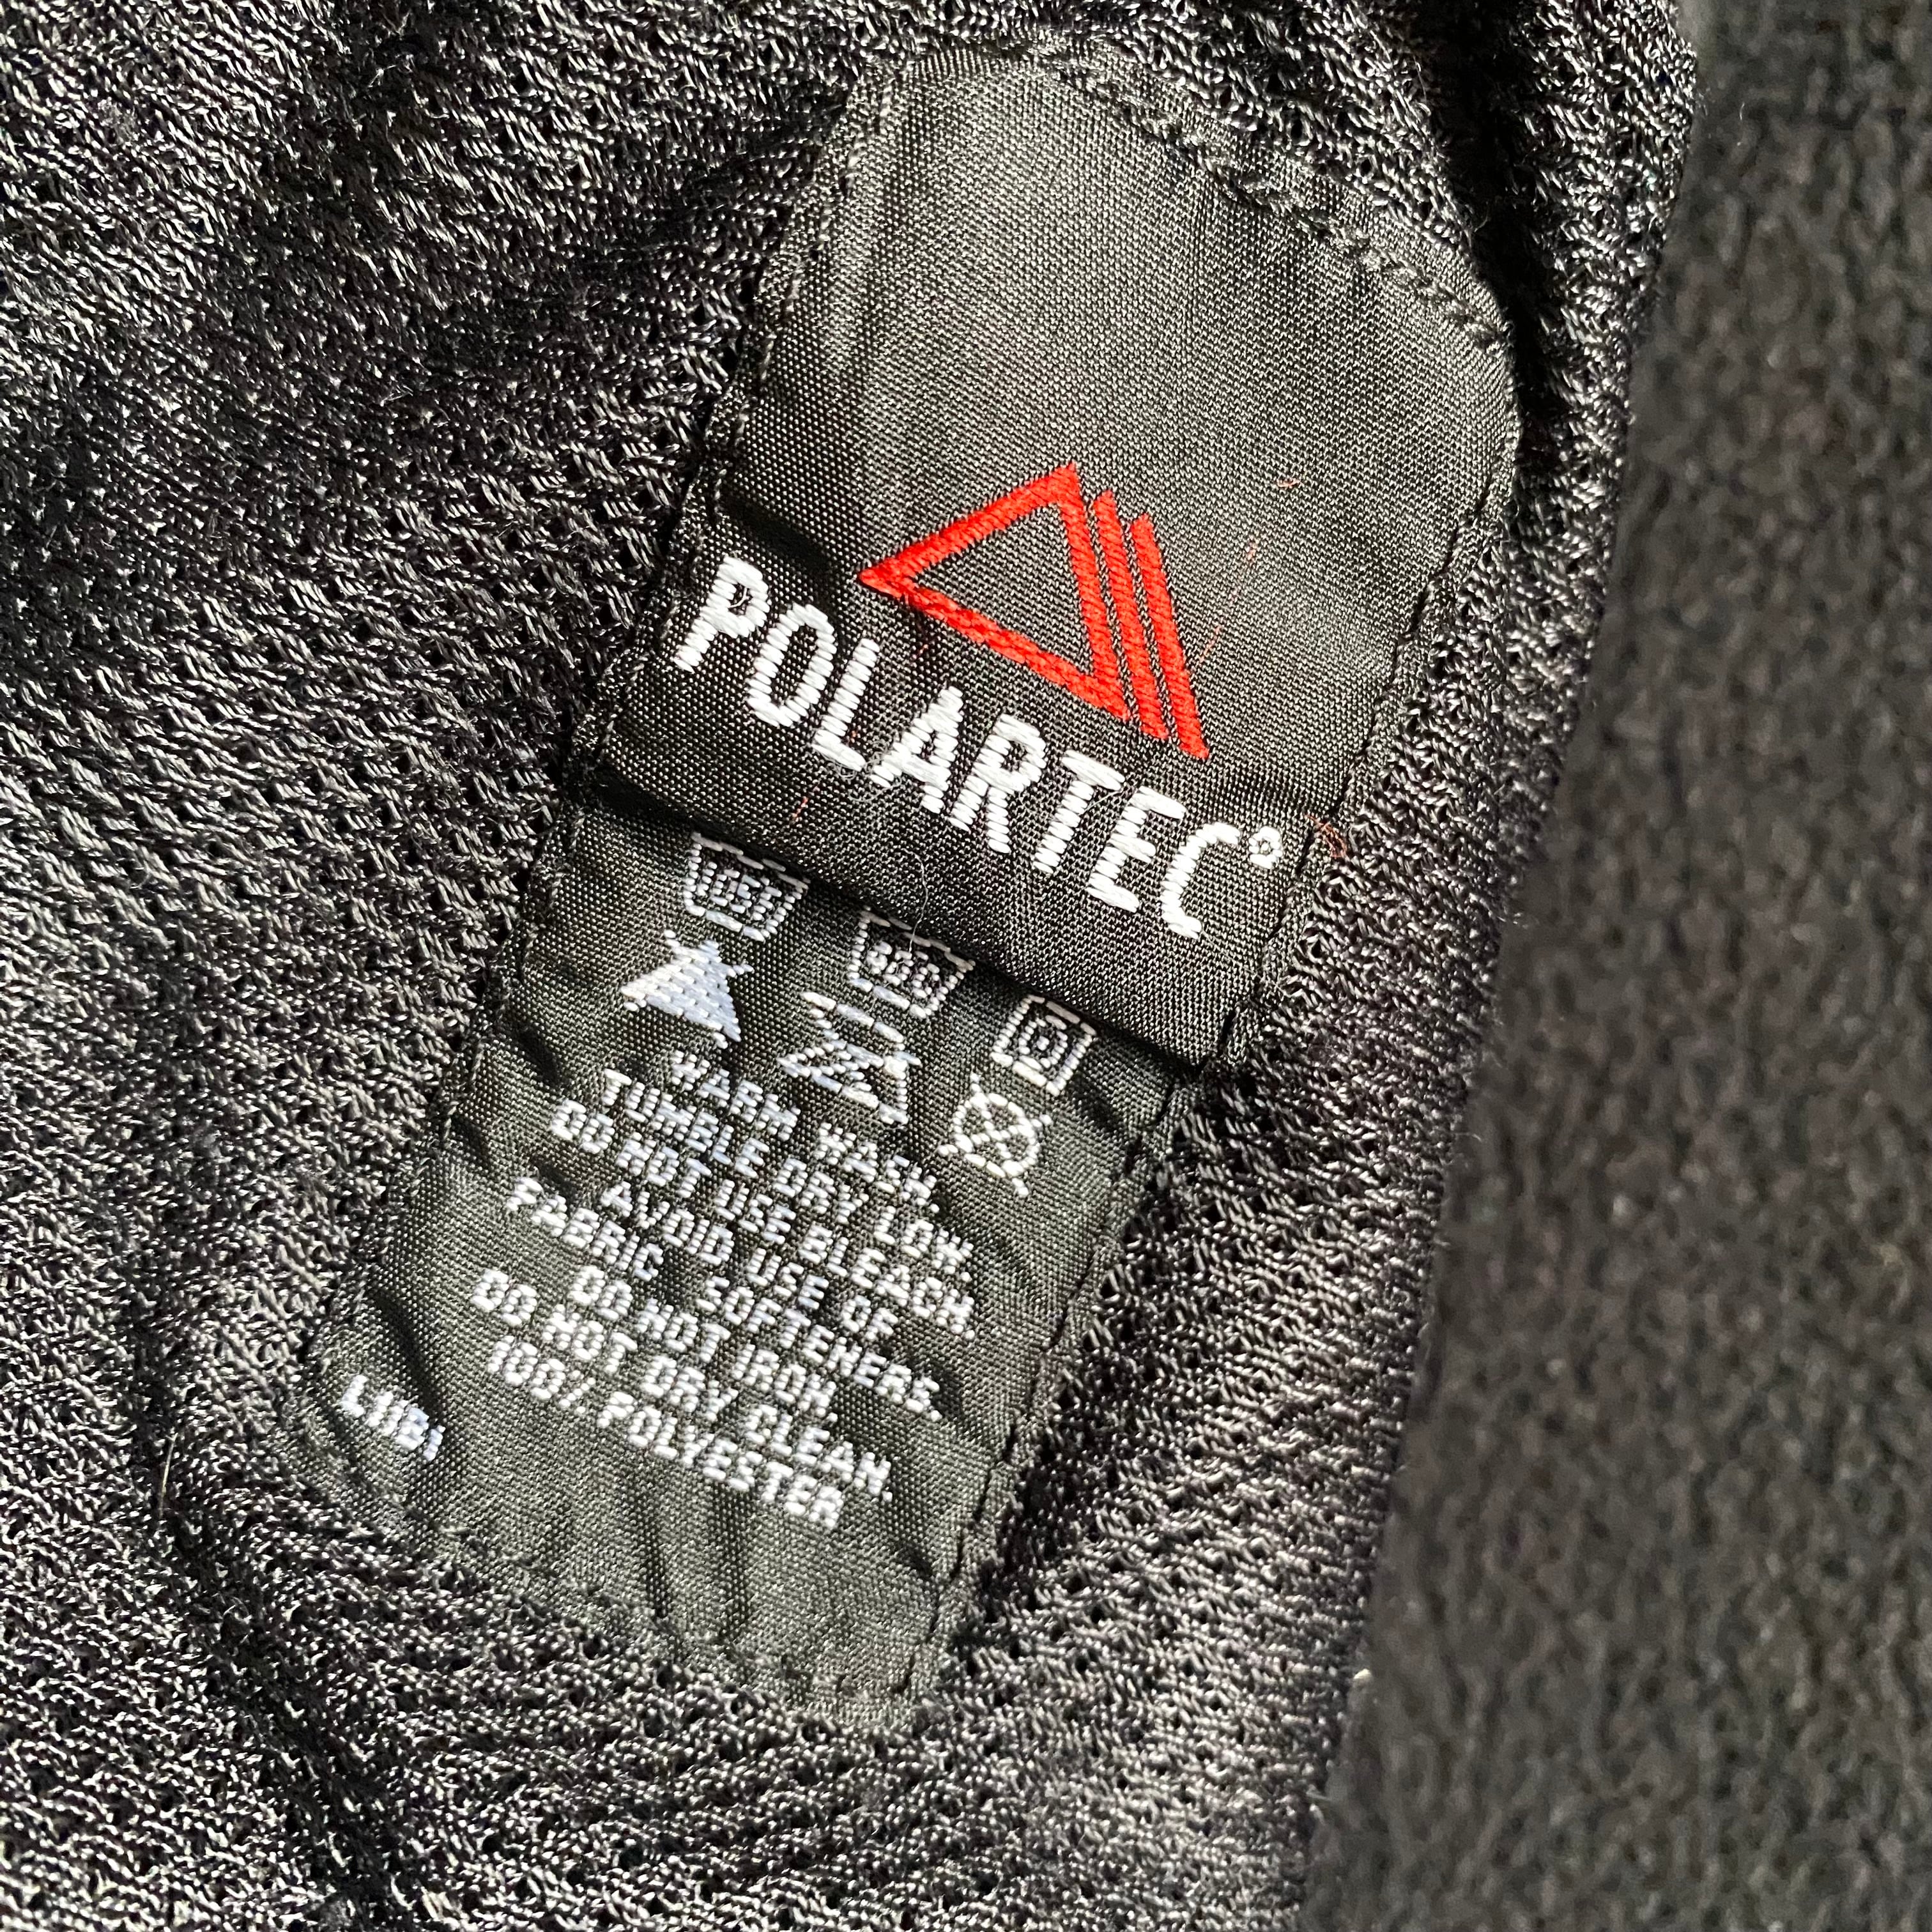 POLARTEC®
WARM WASH.
TUMBLE DRY LOW.
DO NOT USE BLEACH.
AVOID USE OF
FABRIC SOFTENERS.
DO NOT IRON.
DO NOT DRY CLEAN.
100% POLYESTER